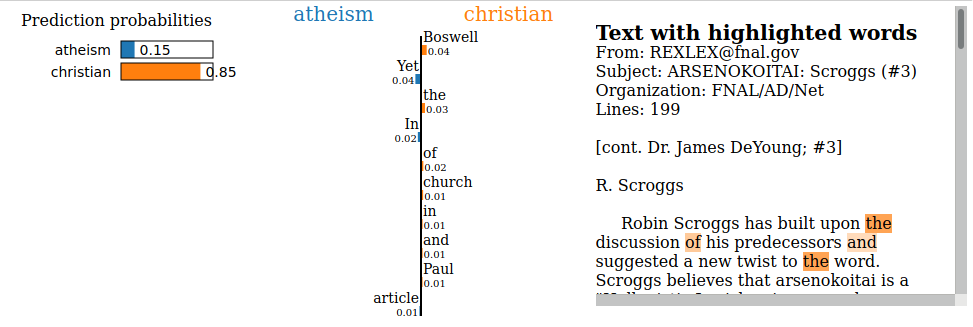 Prediction probabilities
atheism 0.15
christian 0.85
atheism christian
Boswell
0.04
Yet
0.04
the
0.03
In
0.02
of
0.02
church
0.01
in
0.01
and
0.01
Paul
0.01
article
0.01
Text with highlighted words
From: REXLEX@fnal.gov
Subject: ARSENOKOITAI: Scroggs (#3)
Organization: FNAL/AD/Net
Lines: 199
[cont. Dr. James DeYoung; #3]
R. Scroggs
Robin Scroggs has built upon the
discussion of his predecessors and
suggested a new twist to the word.
Scroggs believes that arsenokoitai is a